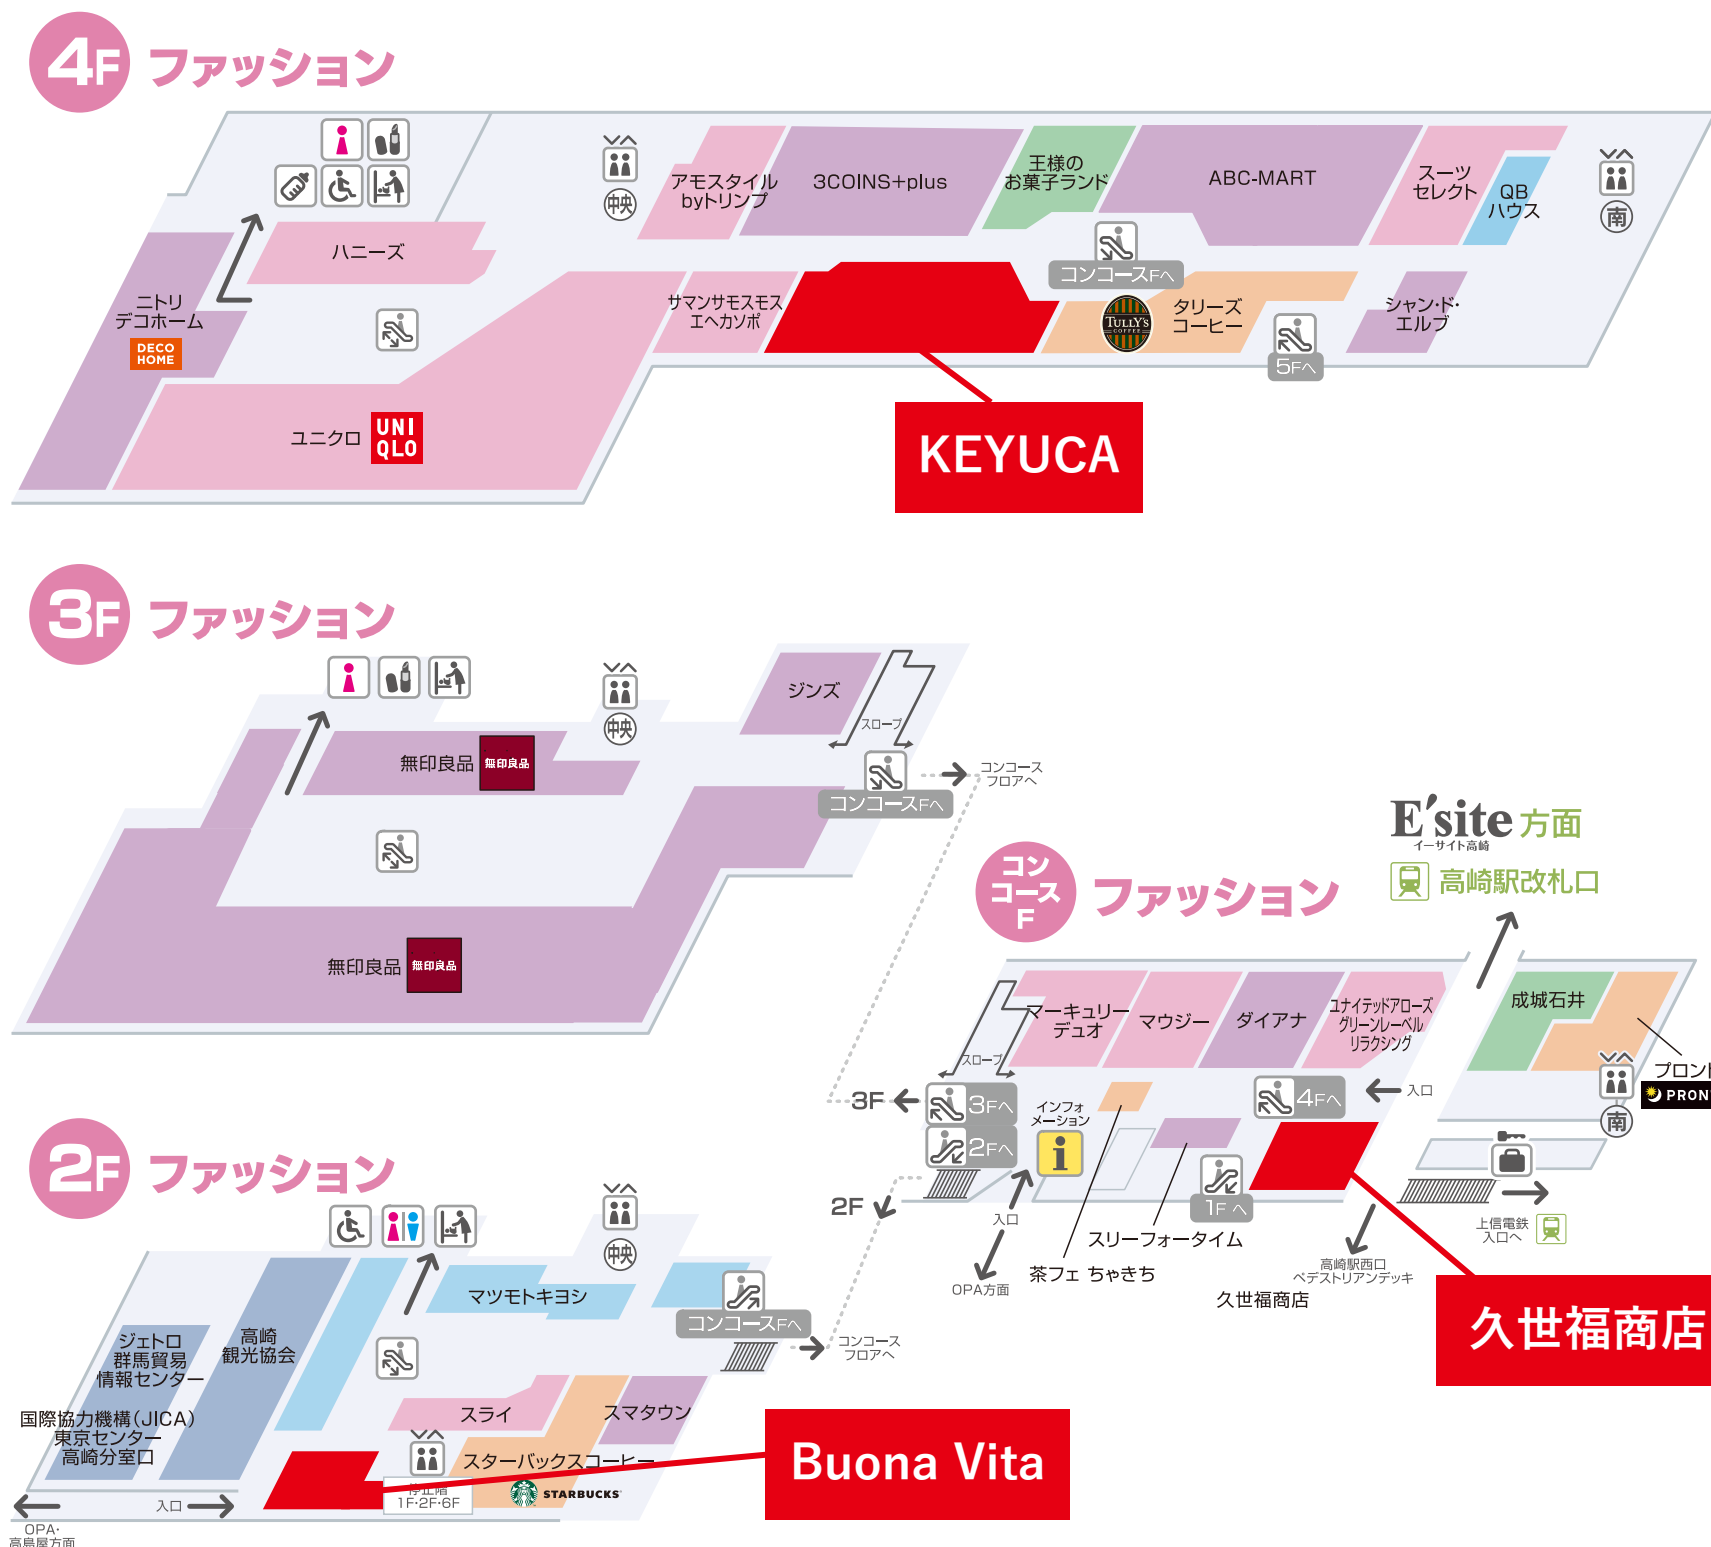 4F ファッション
中央
アモスタイル
byトリンプ
3COINS+plus
王様の
お菓子ランド
ABC-MART
スーツ
セレクト
QB
ハウス
南
ハニーズ
コンコースFへ
ニトリ
デコホーム
DECO
HOME
サマンサモスモス
エヘカソポ
TULLY'S
COFFEE
タリーズ
コーヒー
シャン・ド・
エルブ
5Fへ
ユニクロ
UNI
QLO
KEYUCA
3F ファッション
中央
ジンズ
スロープ
無印良品 無印良品
コンコースFへ
コンコース
フロアへ
無印良品 無印良品
E'site 方面
イーサイト高崎
高崎駅改札口
コン
コース
F
ファッション
マーキュリー
デュオ
マウジー
ダイアナ
ユナイテッドアローズ
グリーンレーベル
リラクシング
成城石井
スロープ
プロント
PRONT
南
3F
3Fへ
2Fへ
インフォ
メーション
i
4Fへ
入口
1Fへ
2F
入口
OPA方面
スリーフォータイム
茶フェ ちゃきち
久世福商店
高崎駅西口
ペデストリアンデッキ
上信電鉄
入口へ
久世福商店
2F ファッション
中央
マツモトキヨシ
コンコースFへ
コンコース
フロアへ
ジェトロ
群馬貿易
情報センター
高崎
観光協会
国際協力機構(JICA)
東京センター
高崎分室口
スライ
スマタウン
スターバックスコーヒー
STARBUCKS
停止階
1F・2F・6F
入口
OPA・
高島屋方面
Buona Vita